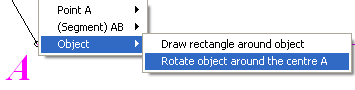 Point A
(Segment) AB
Object
Draw rectangle around object
Rotate object around the centre A
A